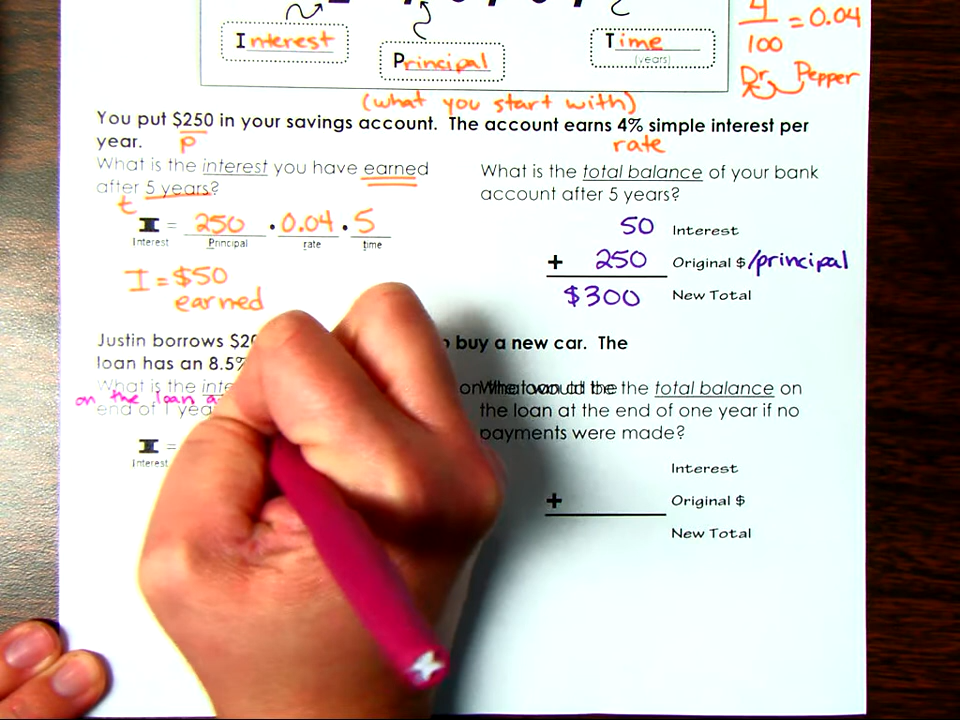 Interest
Principal
Time
(years)
4
100
= 0.04
Dr. Pepper
(what you start with)
You put $250 in your savings account. The account earns 4% simple interest per
year.
P
rate
What is the interest you have earned
after 5 years?
t
I = 250 · 0.04 · 5
Interest Principal rate time
I = $50
earned
What is the total balance of your bank
account after 5 years?
50 Interest
+ 250 Original $/principal
$300 New Total
Justin borrows buy a new car. The
loan has an 8.5%
What is the
on the loan
end of 1
I =
Interest
the total balance on
the loan at the end of one year if no
payments were made?
Interest
+ Original $
New Total